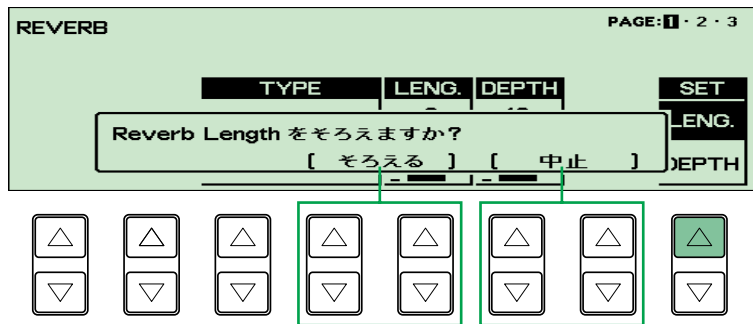 REVERB
PAGE:1・2・3
TYPE LENG. DEPTH SET
LENG.
Reverb Length をそろえますか?
[ そろえる ] [ 中止 ]
DEPTH